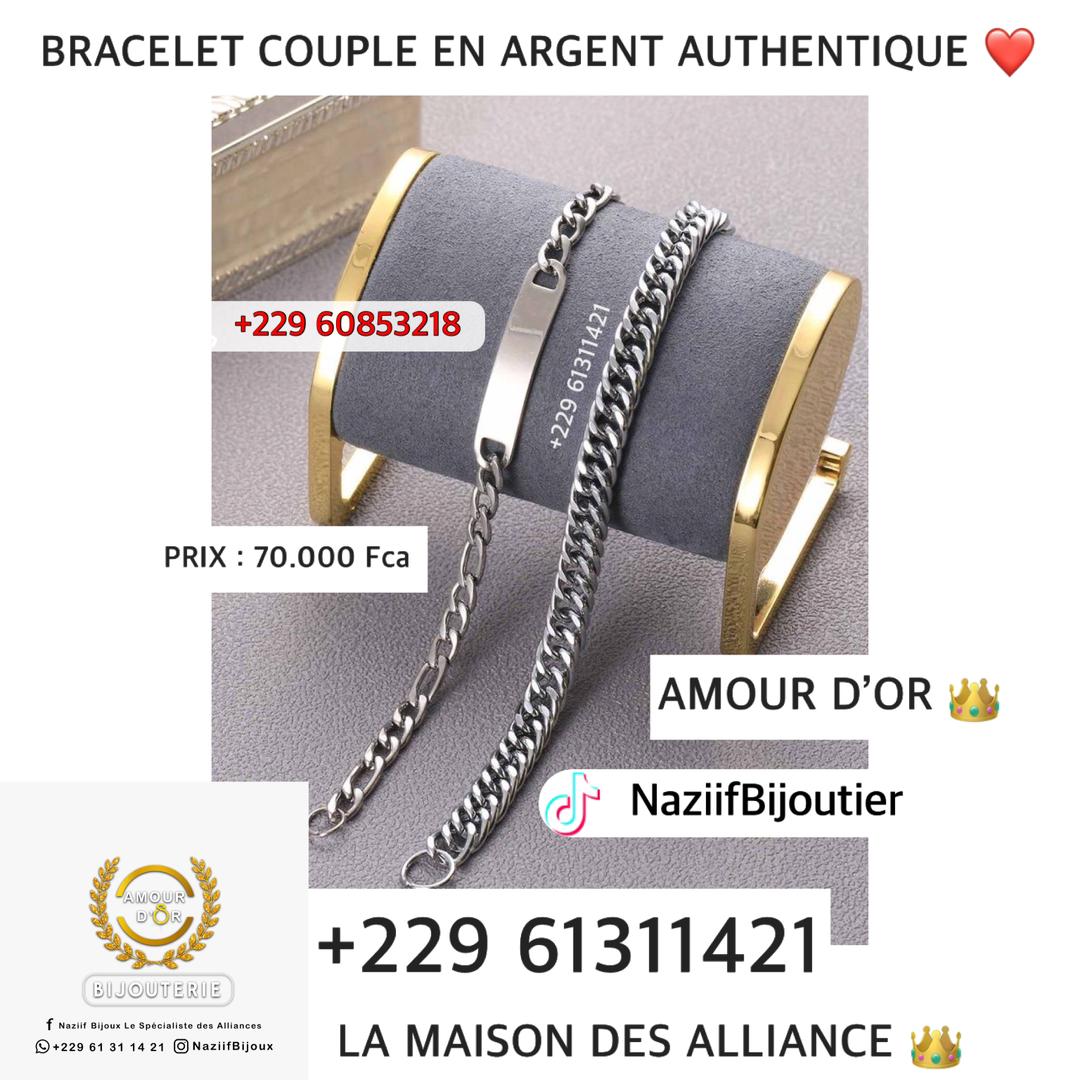 BRACELET COUPLE EN ARGENT AUTHENTIQUE ❤️
+229 60853218
+229 61311421
PRIX : 70.000 Fca
AMOUR D’OR 👑
NaziifBijoutier
AMOUR
D'OR
BIJOUTERIE
+229 61311421
Naziif Bijoux Le Spécialiste des Alliances
+229 61 31 14 21 NaziifBijoux
LA MAISON DES ALLIANCE 👑